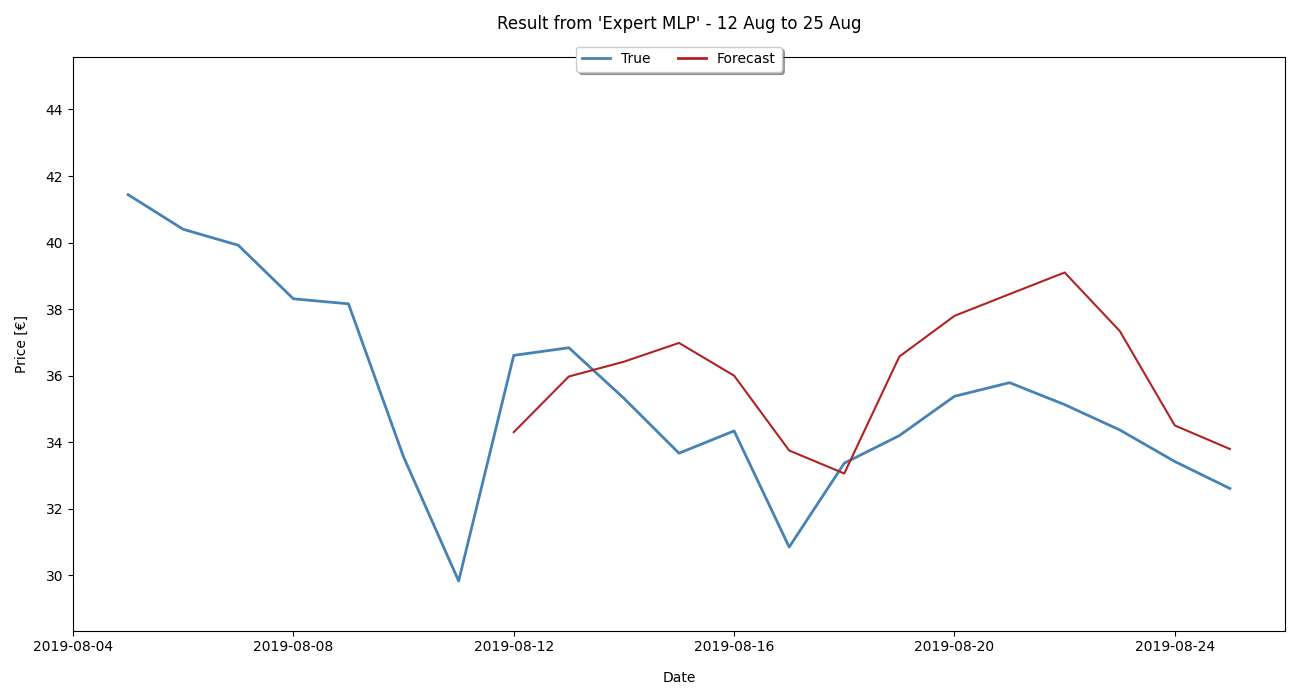 Result from 'Expert MLP' - 12 Aug to 25 Aug
True Forecast
44
42
40
38
36
34
32
30
Price [€]
2019-08-04 2019-08-08 2019-08-12 2019-08-16 2019-08-20 2019-08-24
Date